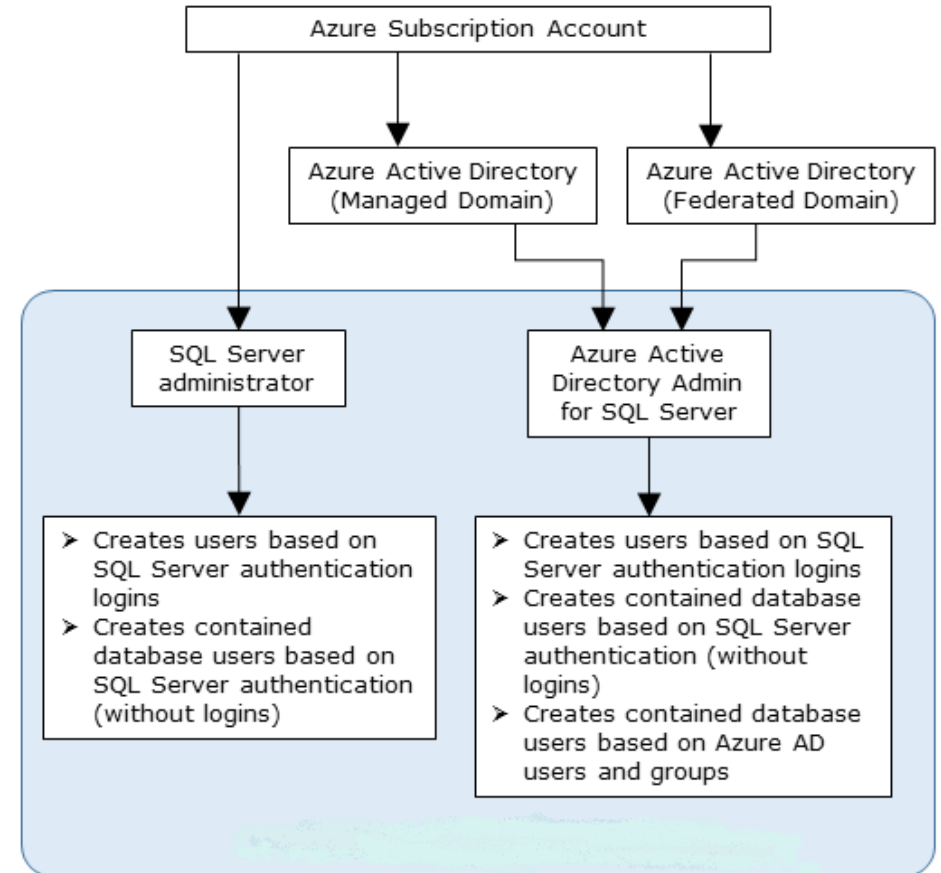 Azure Subscription Account
Azure Active Directory
(Managed Domain)
Azure Active Directory
(Federated Domain)
SQL Server
administrator
Azure Active
Directory Admin
for SQL Server
➢ Creates users based on
SQL Server authentication
logins
➢ Creates contained
database users based on
SQL Server authentication
(without logins)
➢ Creates users based on SQL
Server authentication logins
➢ Creates contained database
users based on SQL Server
authentication (without
logins)
➢ Creates contained database
users based on Azure AD
users and groups